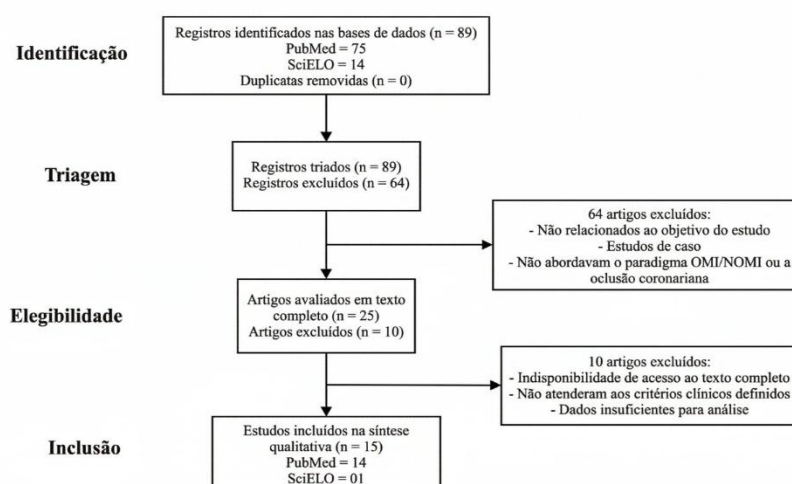 Identificação
Registros identificados nas bases de dados (n = 89)
PubMed = 75
SciELO = 14
Duplicatas removidas (n = 0)
Triagem
Registros triados (n = 89)
Registros excluídos (n = 64)
64 artigos excluídos:
- Não relacionados ao objetivo do estudo
- Estudos de caso
- Não abordavam o paradigma OMI/NOMI ou a
oclusão coronariana
Elegibilidade
Artigos avaliados em texto
completo (n = 25)
Artigos excluídos (n = 10)
10 artigos excluídos:
- Indisponibilidade de acesso ao texto completo
- Não atenderam aos critérios clínicos definidos
- Dados insuficientes para análise
Inclusão
Estudos incluídos na síntese
qualitativa (n = 15)
PubMed = 14
SciELO = 01